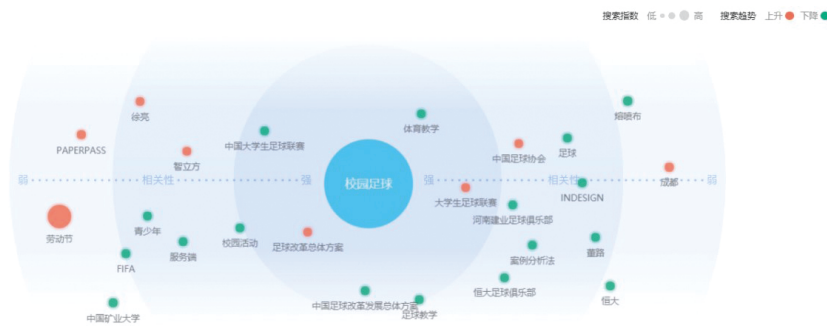 搜索指数 低 高 搜索趋势 上升 下降
徐亮
熔喷布
PAPERPASS
中国大学生足球联赛
体育教学
智立方
中国足球协会
足球
弱 相关性 强
校园足球
强 相关性 弱
成都
INDESIGN
大学生足球联赛
河南建业足球俱乐部
劳动节
青少年
校园活动
足球改革总体方案
董路
服务端
案例分析法
FIFA
恒大足球俱乐部
恒大
中国足球改革发展总体方案
足球教学
中国矿业大学